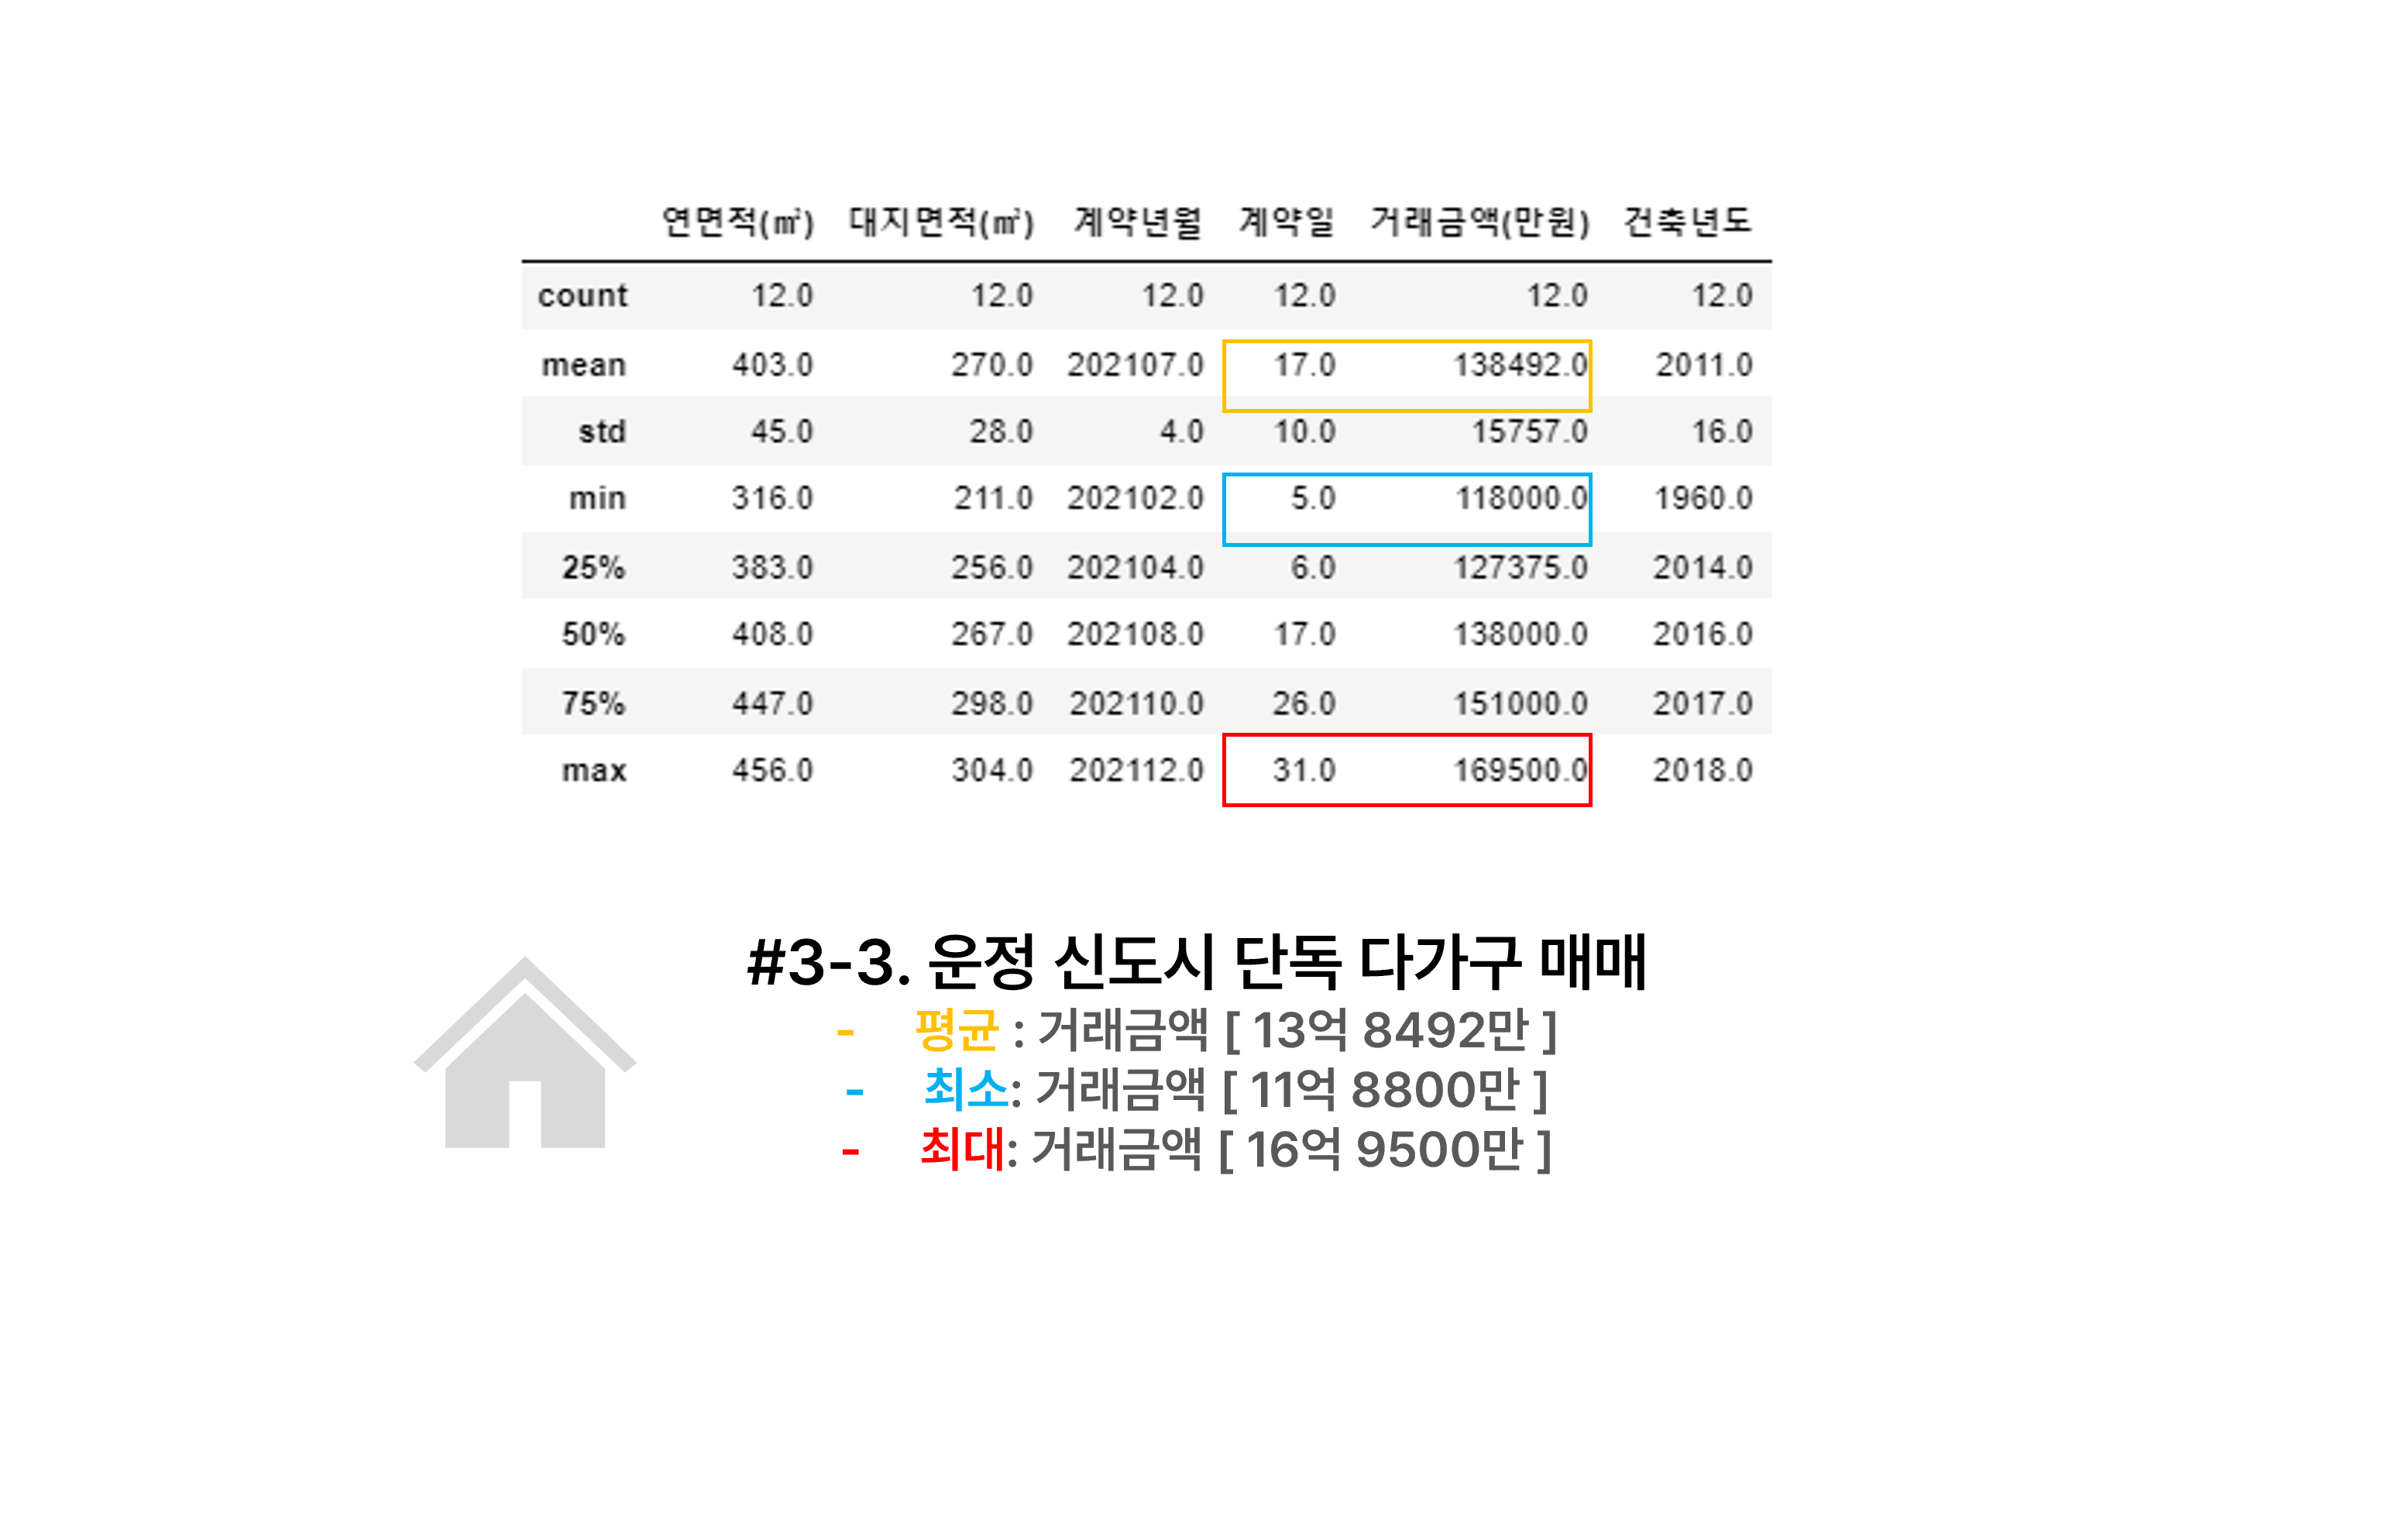 연면적(㎡) 대지면적(㎡) 계약년월 계약일 거래금액(만원) 건축년도
count 12.0 12.0 12.0 12.0 12.0 12.0
mean 403.0 270.0 202107.0 17.0 138492.0 2011.0
std 45.0 28.0 4.0 10.0 15757.0 16.0
min 316.0 211.0 202102.0 5.0 118000.0 1960.0
25% 383.0 256.0 202104.0 6.0 127375.0 2014.0
50% 408.0 267.0 202108.0 17.0 138000.0 2016.0
75% 447.0 298.0 202110.0 26.0 151000.0 2017.0
max 456.0 304.0 202112.0 31.0 169500.0 2018.0
#3-3. 운정 신도시 단독 다가구 매매
- 평균 : 거래금액 [ 13억 8492만 ]
- 최소: 거래금액 [ 11억 8800만 ]
- 최대: 거래금액 [ 16억 9500만 ]